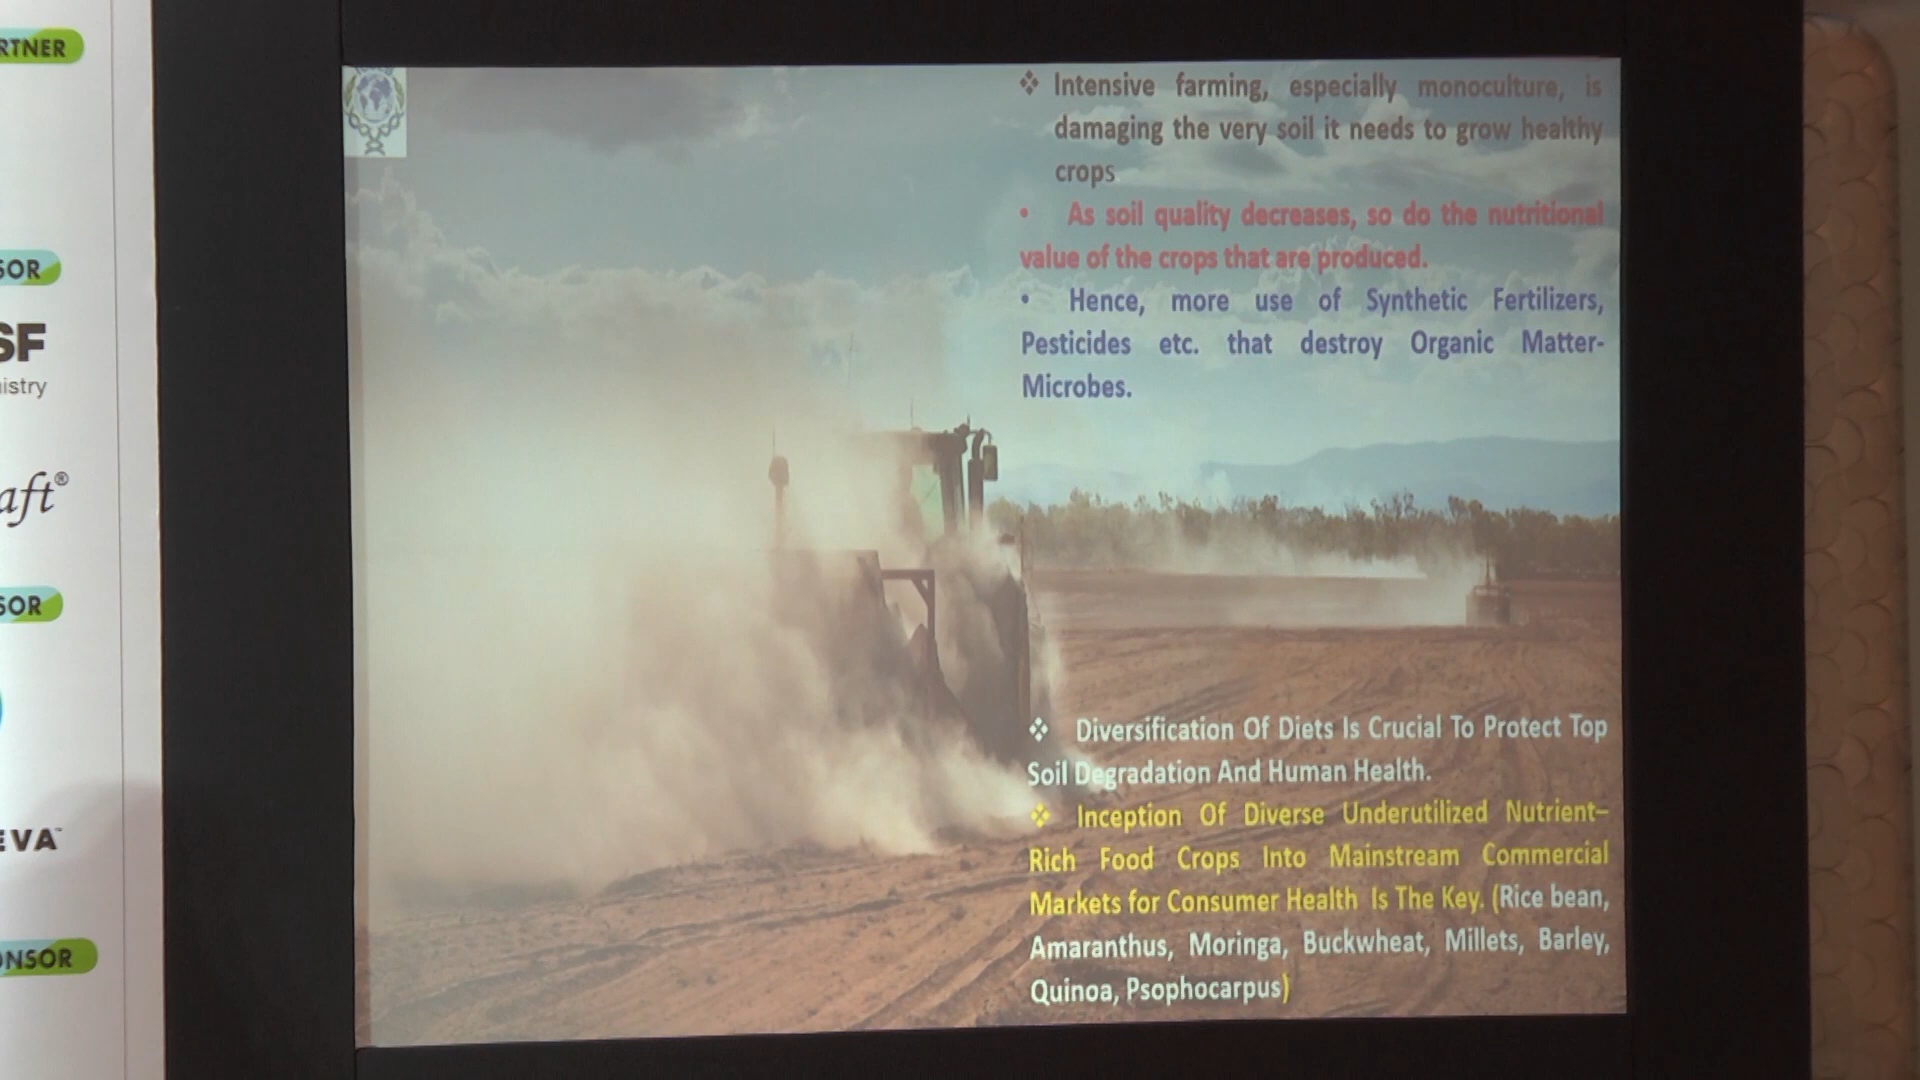 RTNER
SOR
SF
istry
aft®
SOR
EVA™
ONSOR
❖ Intensive farming, especially monoculture, is
damaging the very soil it needs to grow healthy
crops
• As soil quality decreases, so do the nutritional
value of the crops that are produced.
• Hence, more use of Synthetic Fertilizers,
Pesticides etc. that destroy Organic Matter-
Microbes.
❖ Diversification Of Diets Is Crucial To Protect Top
Soil Degradation And Human Health.
❖ Inception Of Diverse Underutilized Nutrient–
Rich Food Crops Into Mainstream Commercial
Markets for Consumer Health Is The Key. (Rice bean,
Amaranthus, Moringa, Buckwheat, Millets, Barley,
Quinoa, Psophocarpus)